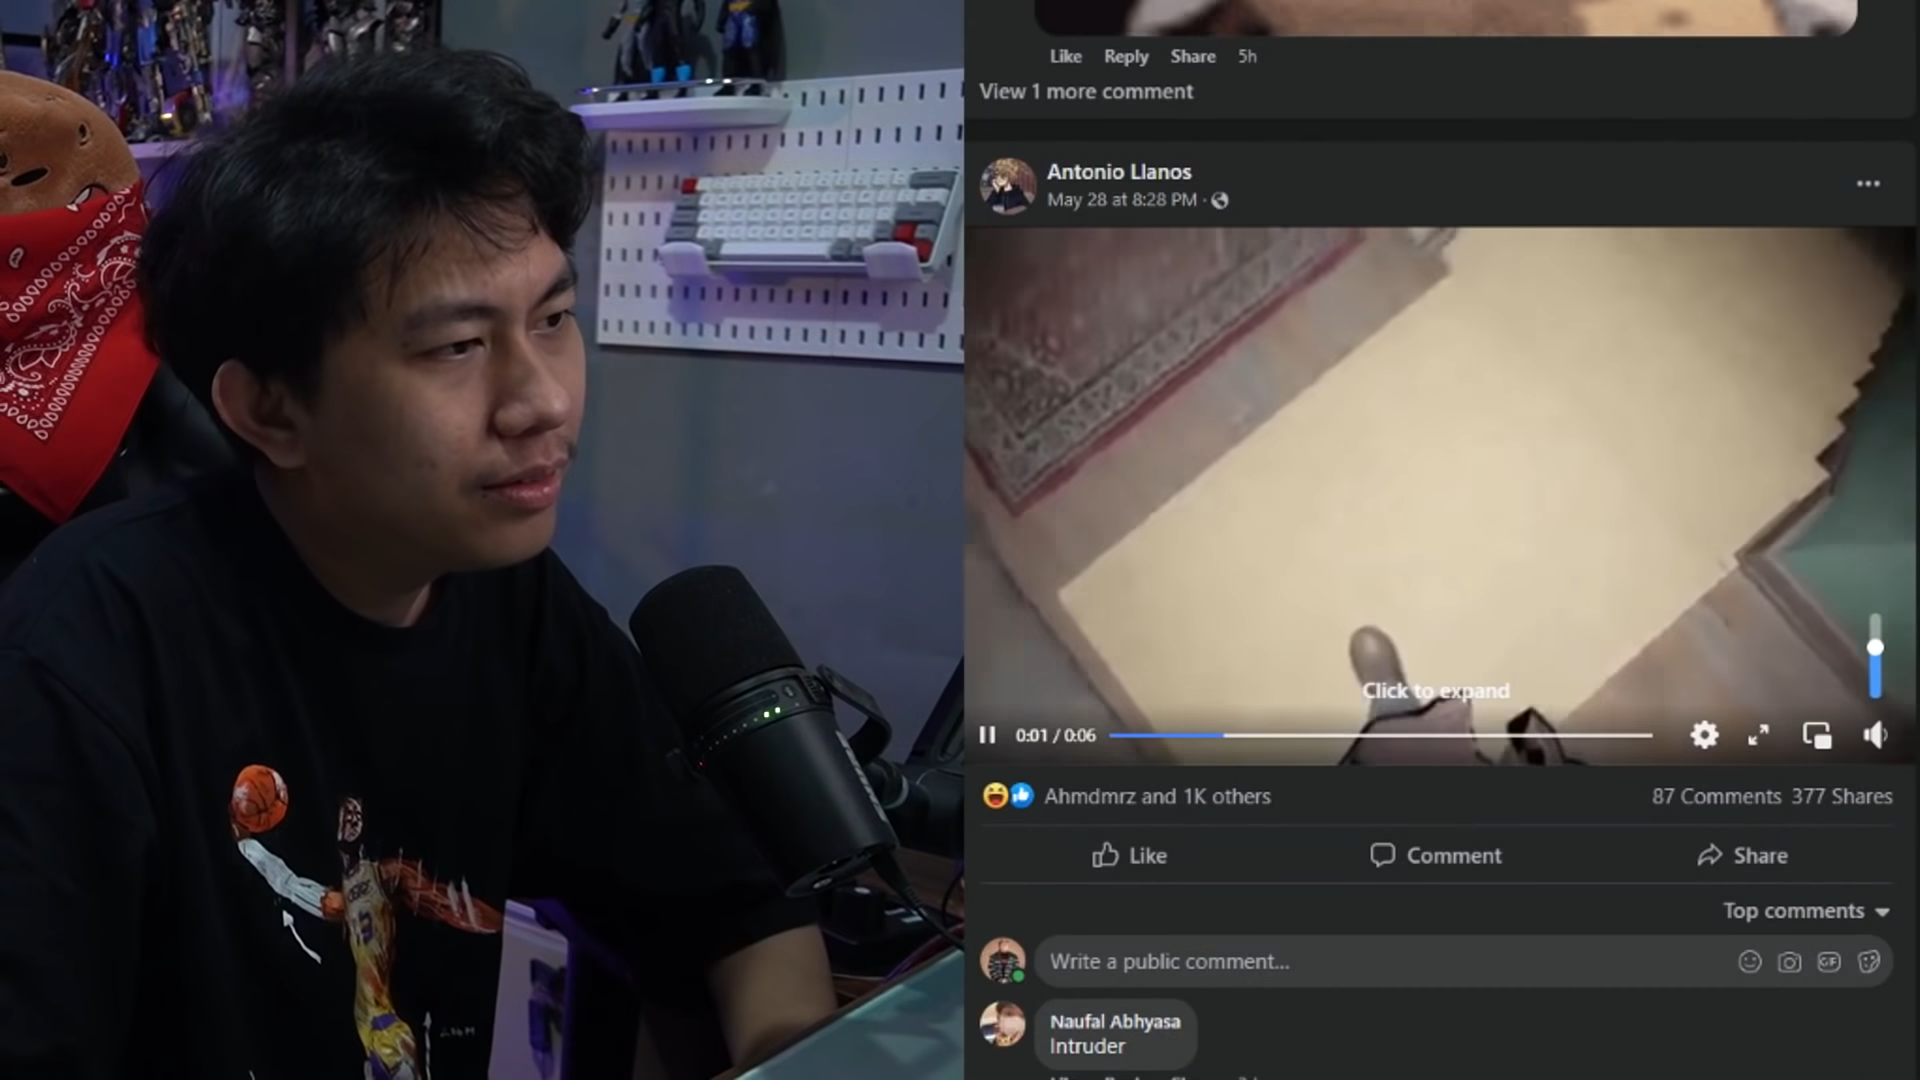 Like Reply Share 5h
View 1 more comment
Antonio Llanos
May 28 at 8:28 PM ·
Click to expand
0:01 / 0:06
Ahmdmrz and 1K others
87 Comments 377 Shares
Like Comment Share
Top comments
Write a public comment...
GIF
Naufal Abhyasa
Intruder